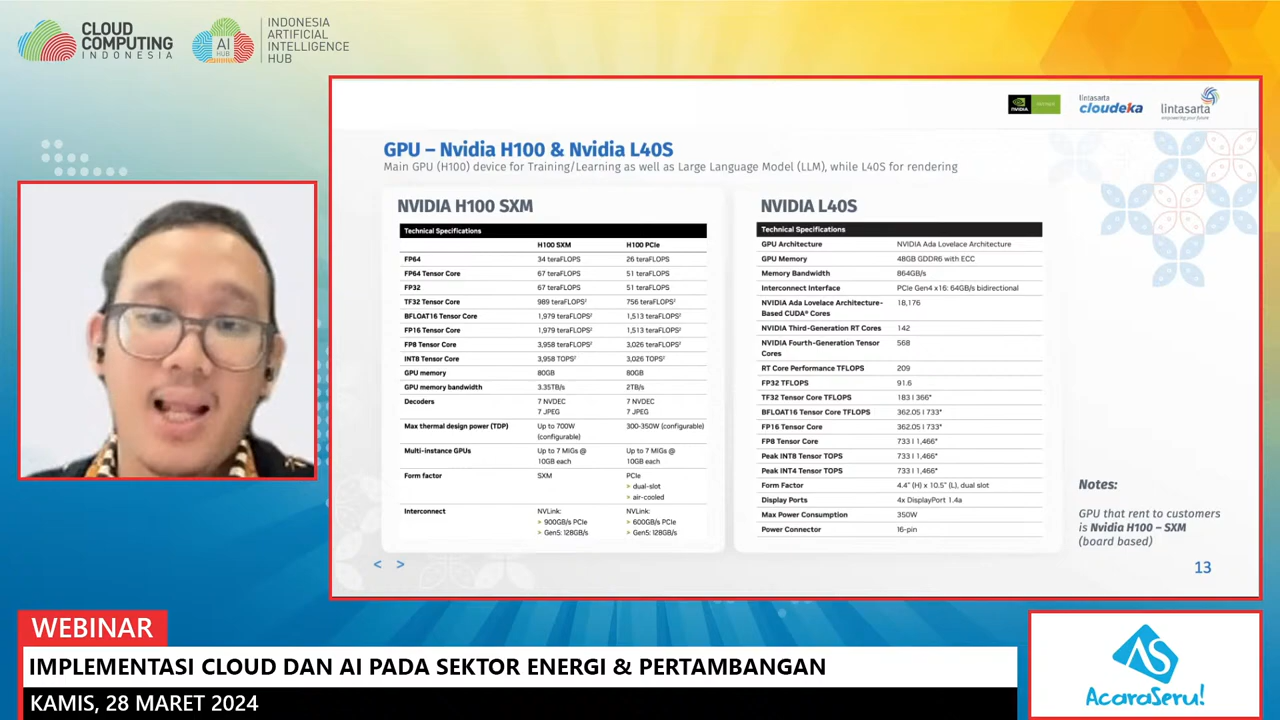 CLOUD
COMPUTING
INDONESIA
AI
HUB
INDONESIA
ARTIFICIAL
INTELLIGENCE
HUB
NVIDIA
lintasarta
cloudeka
lintasarta
empowering your future
GPU – Nvidia H100 & Nvidia L40S
Main GPU (H100) device for Training/Learning as well as Large Language Model (LLM), while L40S for rendering
NVIDIA H100 SXM
Technical Specifications
H100 SXM H100 PCIe
FP64 34 teraFLOPS 26 teraFLOPS
FP64 Tensor Core 67 teraFLOPS 51 teraFLOPS
FP32 67 teraFLOPS 51 teraFLOPS
TF32 Tensor Core 989 teraFLOPS² 756 teraFLOPS²
BFLOAT16 Tensor Core 1,979 teraFLOPS² 1,513 teraFLOPS²
FP16 Tensor Core 1,979 teraFLOPS² 1,513 teraFLOPS²
FP8 Tensor Core 3,958 teraFLOPS² 3,026 teraFLOPS²
INT8 Tensor Core 3,958 TOPS² 3,026 TOPS²
GPU memory 80GB 80GB
GPU memory bandwidth 3.35TB/s 2TB/s
Decoders 7 NVDEC 7 NVDEC
7 JPEG 7 JPEG
Max thermal design power (TDP) Up to 700W 300-350W (configurable)
(configurable)
Multi-instance GPUs Up to 7 MIGs @ Up to 7 MIGs @
10GB each 10GB each
Form factor SXM PCIe
> dual-slot
> air-cooled
Interconnect NVLink: NVLink:
> 900GB/s PCIe > 600GB/s PCIe
> Gen5: 128GB/s > Gen5: 128GB/s
NVIDIA L40S
Technical Specifications
GPU Architecture NVIDIA Ada Lovelace Architecture
GPU Memory 48GB GDDR6 with ECC
Memory Bandwidth 864GB/s
Interconnect Interface PCIe Gen4 x16: 64GB/s bidirectional
NVIDIA Ada Lovelace Architecture- 18,176
Based CUDA® Cores
NVIDIA Third-Generation RT Cores 142
NVIDIA Fourth-Generation Tensor 568
Cores
RT Core Performance TFLOPS 209
FP32 TFLOPS 91.6
TF32 Tensor Core TFLOPS 183 I 366*
BFLOAT16 Tensor Core TFLOPS 362.05 I 733*
FP16 Tensor Core 362.05 I 733*
FP8 Tensor Core 733 I 1,466*
Peak INT8 Tensor TOPS 733 I 1,466*
Peak INT4 Tensor TOPS 733 I 1,466*
Form Factor 4.4" (H) x 10.5" (L), dual slot
Display Ports 4x DisplayPort 1.4a
Max Power Consumption 350W
Power Connector 16-pin
Notes:
GPU that rent to customers
is Nvidia H100 – SXM
(board based)
< >
13
WEBINAR
IMPLEMENTASI CLOUD DAN AI PADA SEKTOR ENERGI & PERTAMBANGAN
KAMIS, 28 MARET 2024
AS
AcaraSeru!